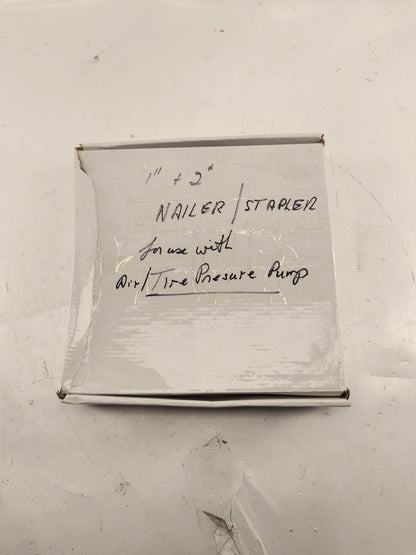 1" + 2"
NAILER/STAPLER
for use with
Air/Tire Presure Pump